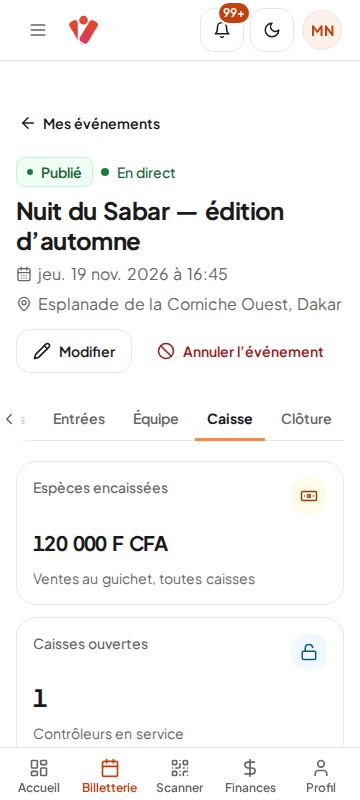 99+
MN
Mes événements
Publié
En direct
Nuit du Sabar — édition
d’automne
jeu. 19 nov. 2026 à 16:45
Esplanade de la Corniche Ouest, Dakar
Modifier
Annuler l’événement
s
Entrées
Équipe
Caisse
Clôture
Espèces encaissées
120 000 F CFA
Ventes au guichet, toutes caisses
Caisses ouvertes
1
Contrôleurs en service
Accueil
Billetterie
Scanner
Finances
Profil